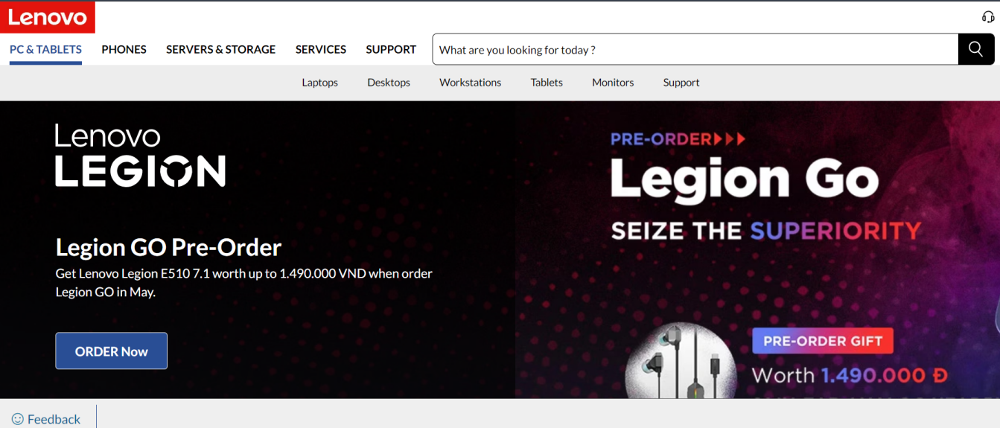 Lenovo
PC & TABLETS PHONES SERVERS & STORAGE SERVICES SUPPORT What are you looking for today ?
Laptops Desktops Workstations Tablets Monitors Support
Lenovo
LEGION
Legion GO Pre-Order
Get Lenovo Legion E510 7.1 worth up to 1.490.000 VND when order
Legion GO in May.
ORDER Now
PRE-ORDER
Legion Go
SEIZE THE SUPERIORITY
PRE-ORDER GIFT
Worth 1.490.000 Đ
Feedback